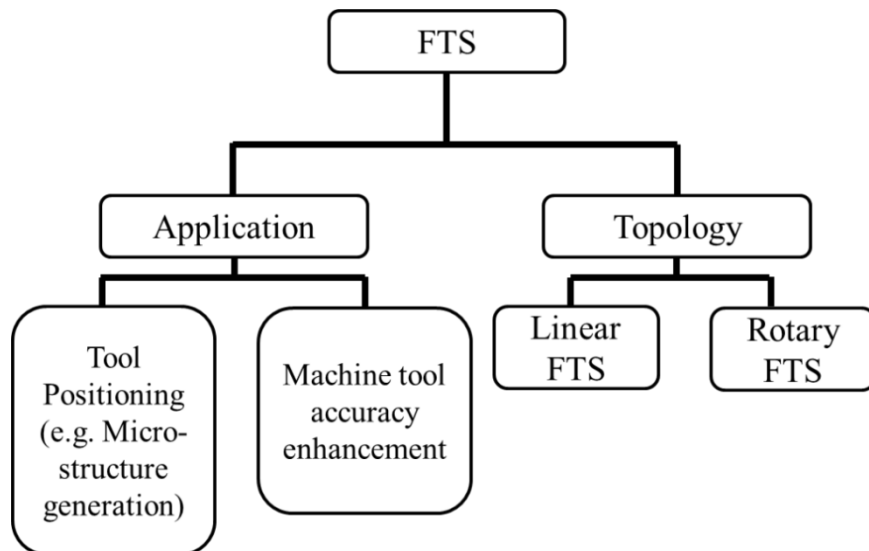 FTS
Application
Topology
Tool
Positioning
(e.g. Micro-
structure
generation)
Machine tool
accuracy
enhancement
Linear
FTS
Rotary
FTS